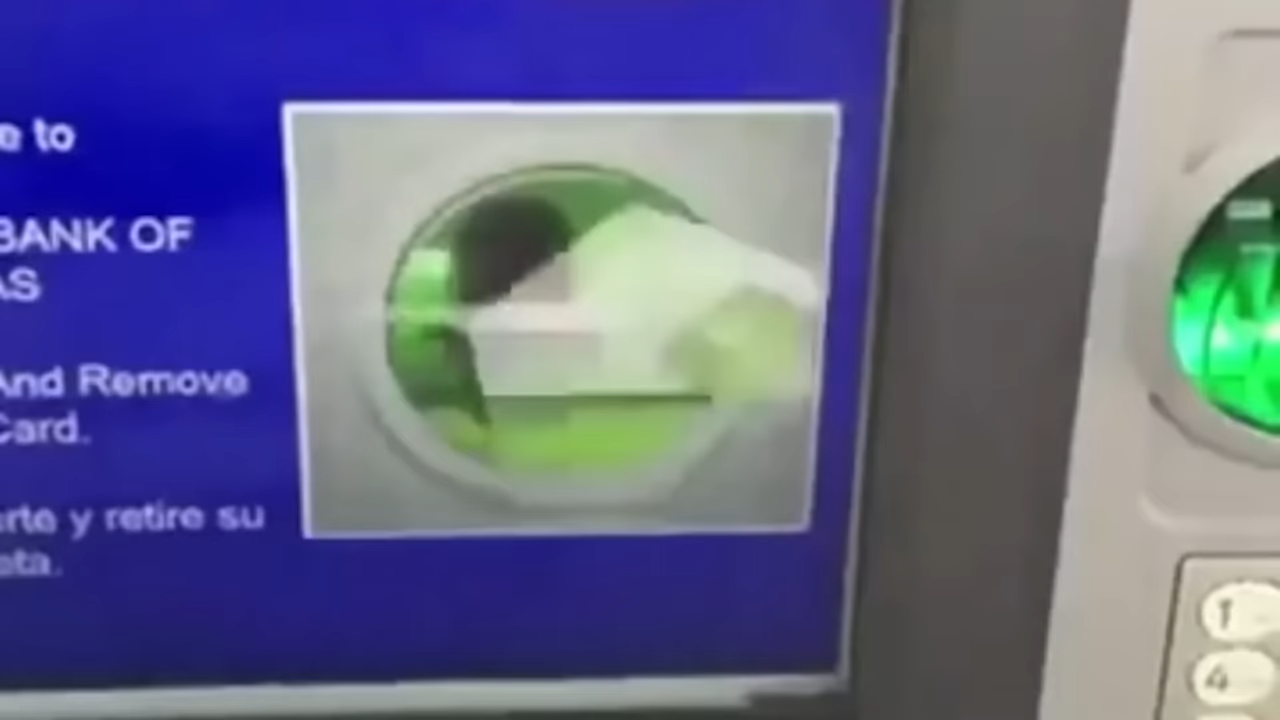 e to
BANK OF
AS
And Remove
Card.
rte y retire su
eta.
1
4